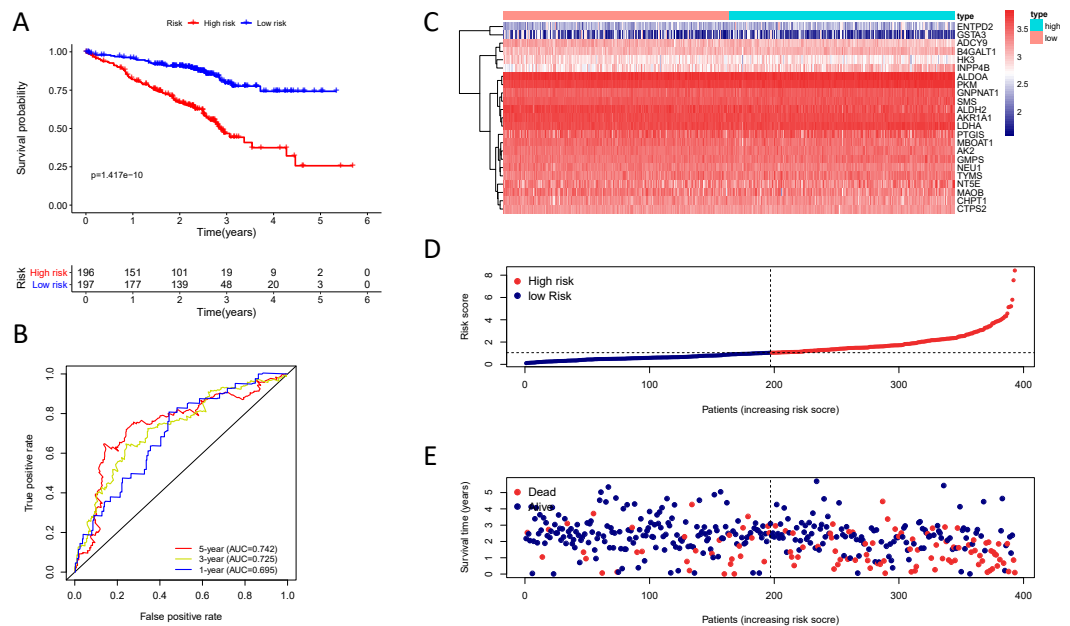 A
Risk High risk Low risk
Survival probability
1.00
0.75
0.50
0.25
0.00
p=1.417e−10
0 1 2 3 4 5 6
Time(years)
Risk
High risk 196 151 101 19 9 2 0
Low risk 197 177 139 48 20 3 0
0 1 2 3 4 5 6
Time(years)
B
True positive rate
1.0
0.8
0.6
0.4
0.2
0.0
5-year (AUC=0.742)
3-year (AUC=0.725)
1-year (AUC=0.695)
0.0 0.2 0.4 0.6 0.8 1.0
False positive rate
C
type
ENTPD2
GSTA3
ADCY9
B4GALT1
HK3
INPP4B
ALDOA
PKM
GNPNAT1
SMS
ALDH2
AKR1A1
LDHA
PTGIS
MBOAT1
AK2
GMPS
NEU1
TYMS
NT5E
MAOB
CHPT1
CTPS2
3.5
3
2.5
2
type
high
low
D
Risk score
8
6
4
2
0
High risk
low Risk
0 100 200 300 400
Patients (increasing risk socre)
E
Survival time (years)
5
4
3
2
1
0
Dead
Alive
0 100 200 300 400
Patients (increasing risk socre)